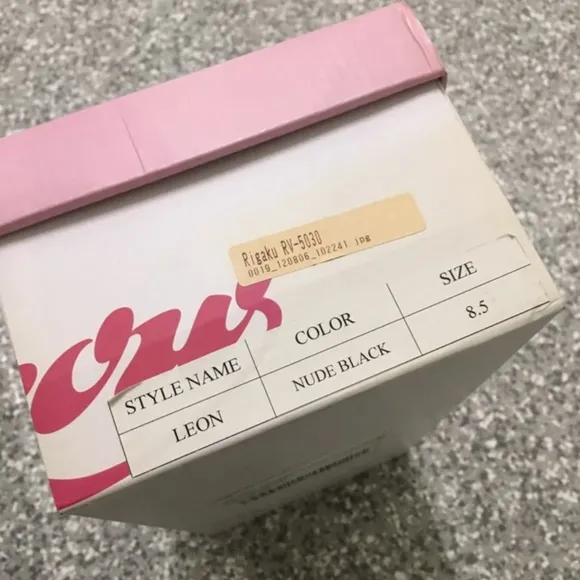 Rigaku RV-5030
0019_120806_102241.jpg
STYLE NAME COLOR SIZE
LEON NUDE BLACK 8.5